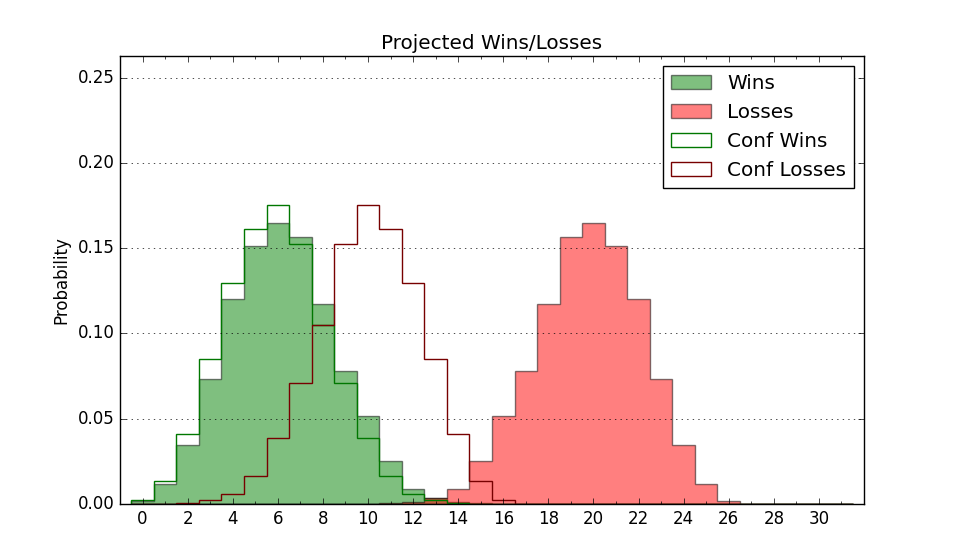 Projected Wins/Losses
Wins
Losses
Conf Wins
Conf Losses
Probability
0.25
0.20
0.15
0.10
0.05
0.00
0 2 4 6 8 10 12 14 16 18 20 22 24 26 28 30